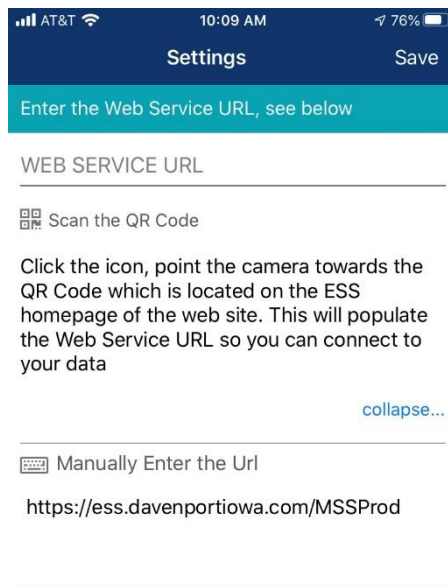 AT&T 10:09 AM 76%
Settings Save
Enter the Web Service URL, see below
WEB SERVICE URL
Scan the QR Code
Click the icon, point the camera towards the
QR Code which is located on the ESS
homepage of the web site. This will populate
the Web Service URL so you can connect to
your data
collapse...
Manually Enter the Url
https://ess.davenportiowa.com/MSSProd